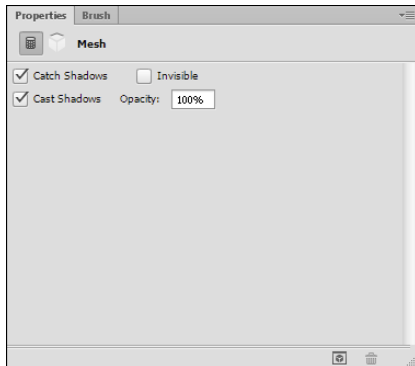 Properties Brush
Mesh
Catch Shadows Invisible
Cast Shadows Opacity: 100%